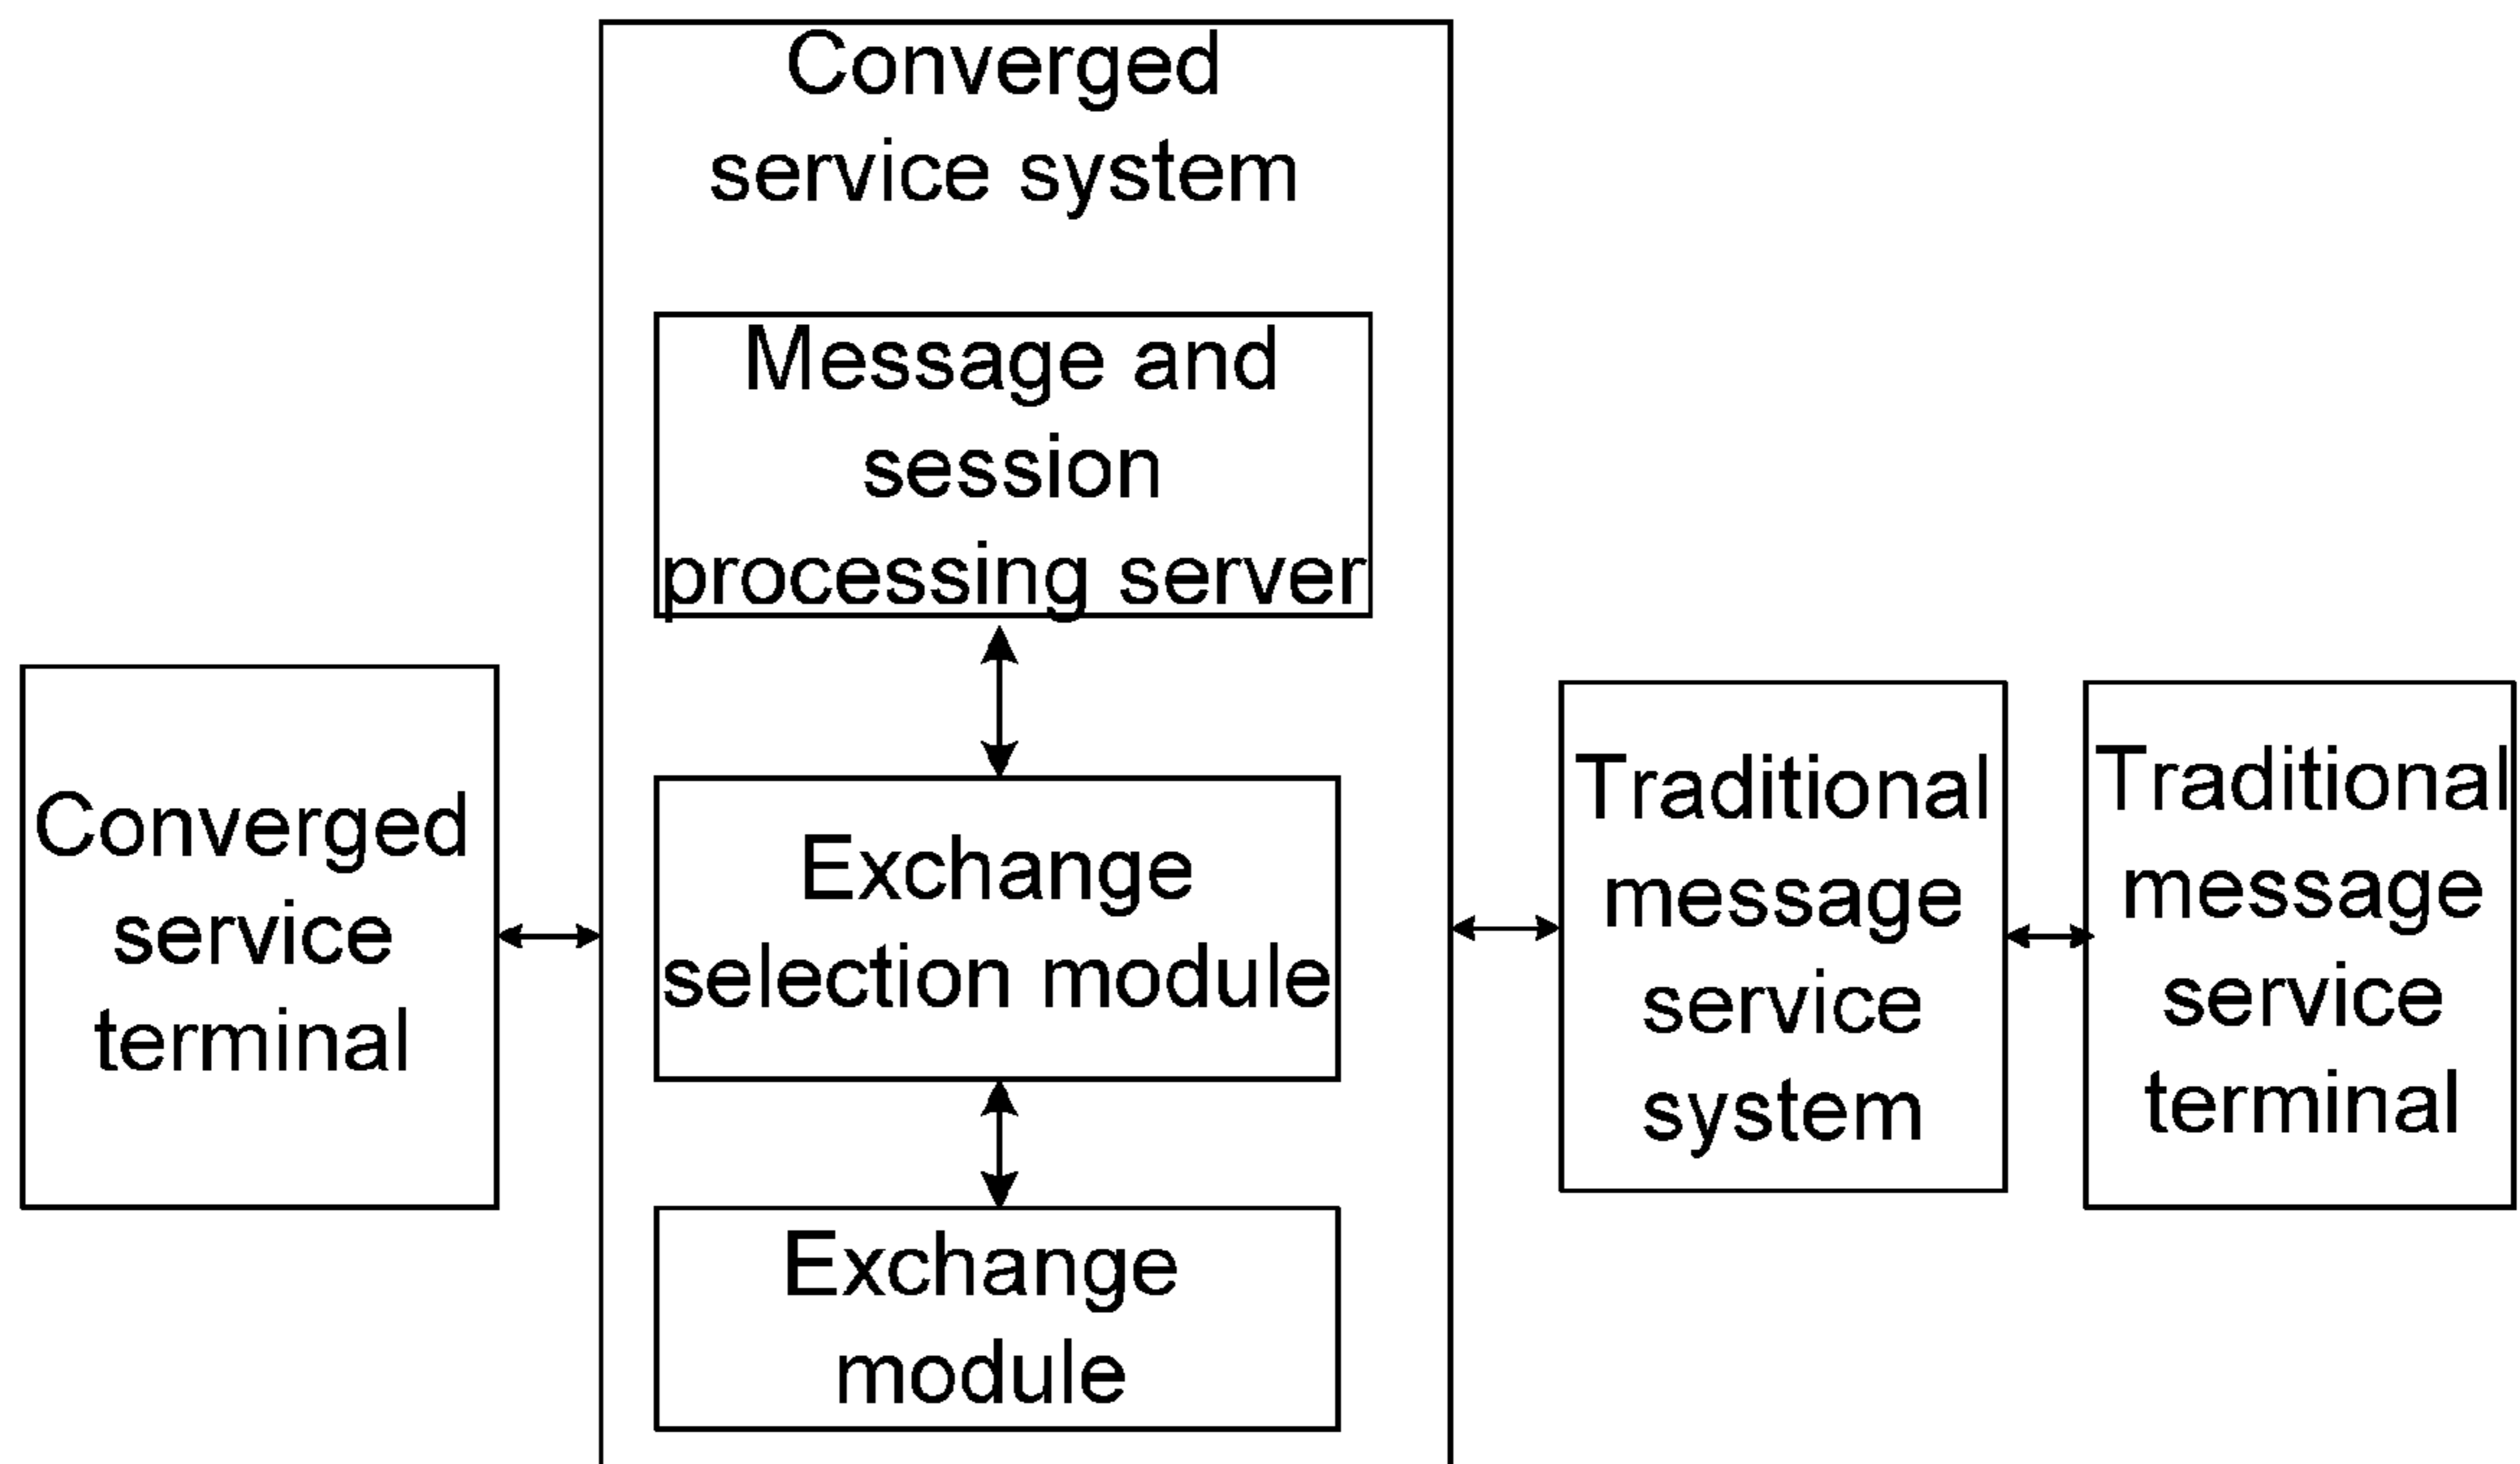 Converged
service system
Message and
session
processing server
Converged
service
terminal
Exchange
selection module
Exchange
module
Traditional
message
service
system
Traditional
message
service
terminal